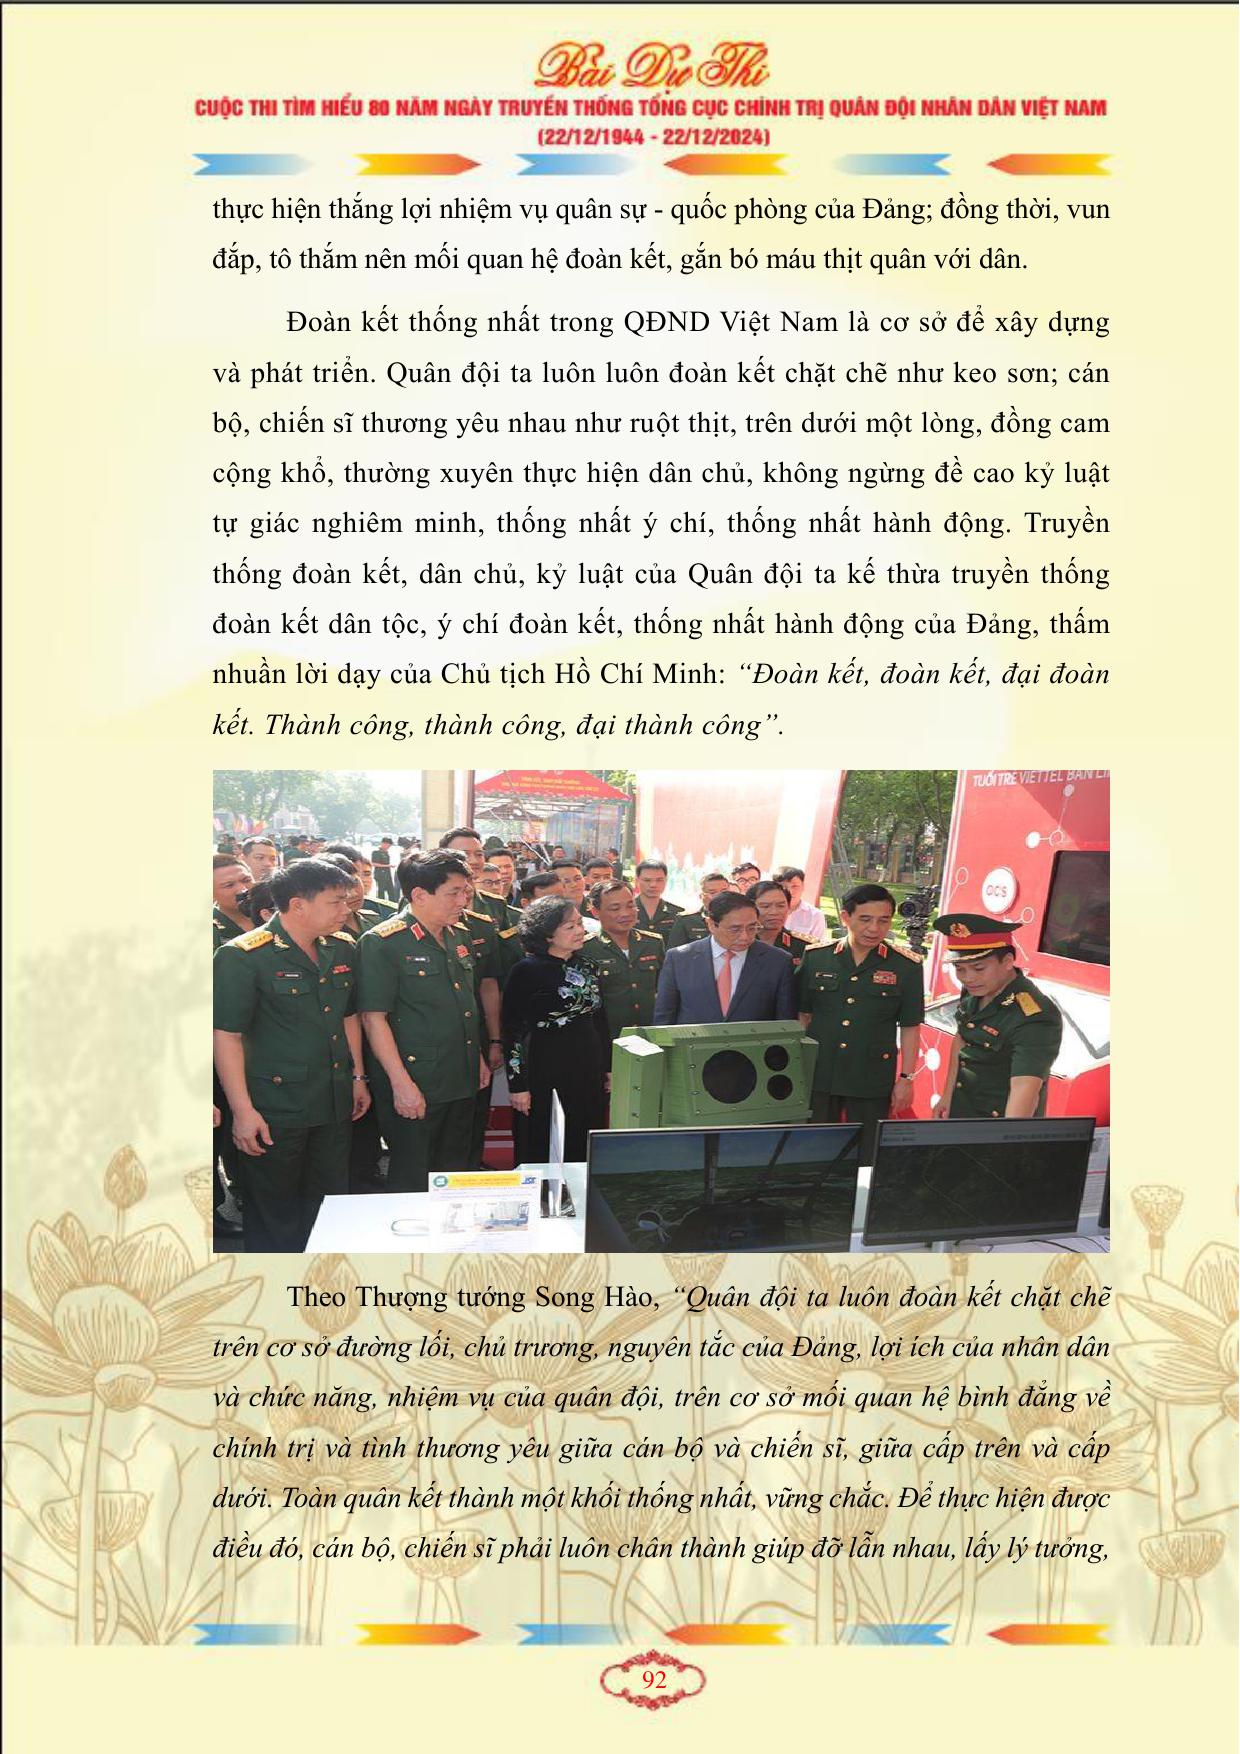 Bài Dự Thi
CUỘC THI TÌM HIỂU 80 NĂM NGÀY TRUYỀN THỐNG TỔNG CỤC CHÍNH TRỊ QUÂN ĐỘI NHÂN DÂN VIỆT NAM
(22/12/1944 - 22/12/2024)
thực hiện thắng lợi nhiệm vụ quân sự - quốc phòng của Đảng; đồng thời, vun
đắp, tô thắm nên mối quan hệ đoàn kết, gắn bó máu thịt quân với dân.
Đoàn kết thống nhất trong QĐND Việt Nam là cơ sở để xây dựng
và phát triển. Quân đội ta luôn luôn đoàn kết chặt chẽ như keo sơn; cán
bộ, chiến sĩ thương yêu nhau như ruột thịt, trên dưới một lòng, đồng cam
cộng khổ, thường xuyên thực hiện dân chủ, không ngừng đề cao kỷ luật
tự giác nghiêm minh, thống nhất ý chí, thống nhất hành động. Truyền
thống đoàn kết, dân chủ, kỷ luật của Quân đội ta kế thừa truyền thống
đoàn kết dân tộc, ý chí đoàn kết, thống nhất hành động của Đảng, thấm
nhuần lời dạy của Chủ tịch Hồ Chí Minh: “Đoàn kết, đoàn kết, đại đoàn
kết. Thành công, thành công, đại thành công”.
TUỔI TRẺ VIETTEL BẢN LĨ
OCS
Theo Thượng tướng Song Hào, “Quân đội ta luôn đoàn kết chặt chẽ
trên cơ sở đường lối, chủ trương, nguyên tắc của Đảng, lợi ích của nhân dân
và chức năng, nhiệm vụ của quân đội, trên cơ sở mối quan hệ bình đẳng về
chính trị và tình thương yêu giữa cán bộ và chiến sĩ, giữa cấp trên và cấp
dưới. Toàn quân kết thành một khối thống nhất, vững chắc. Để thực hiện được
điều đó, cán bộ, chiến sĩ phải luôn chân thành giúp đỡ lẫn nhau, lấy lý tưởng,
92